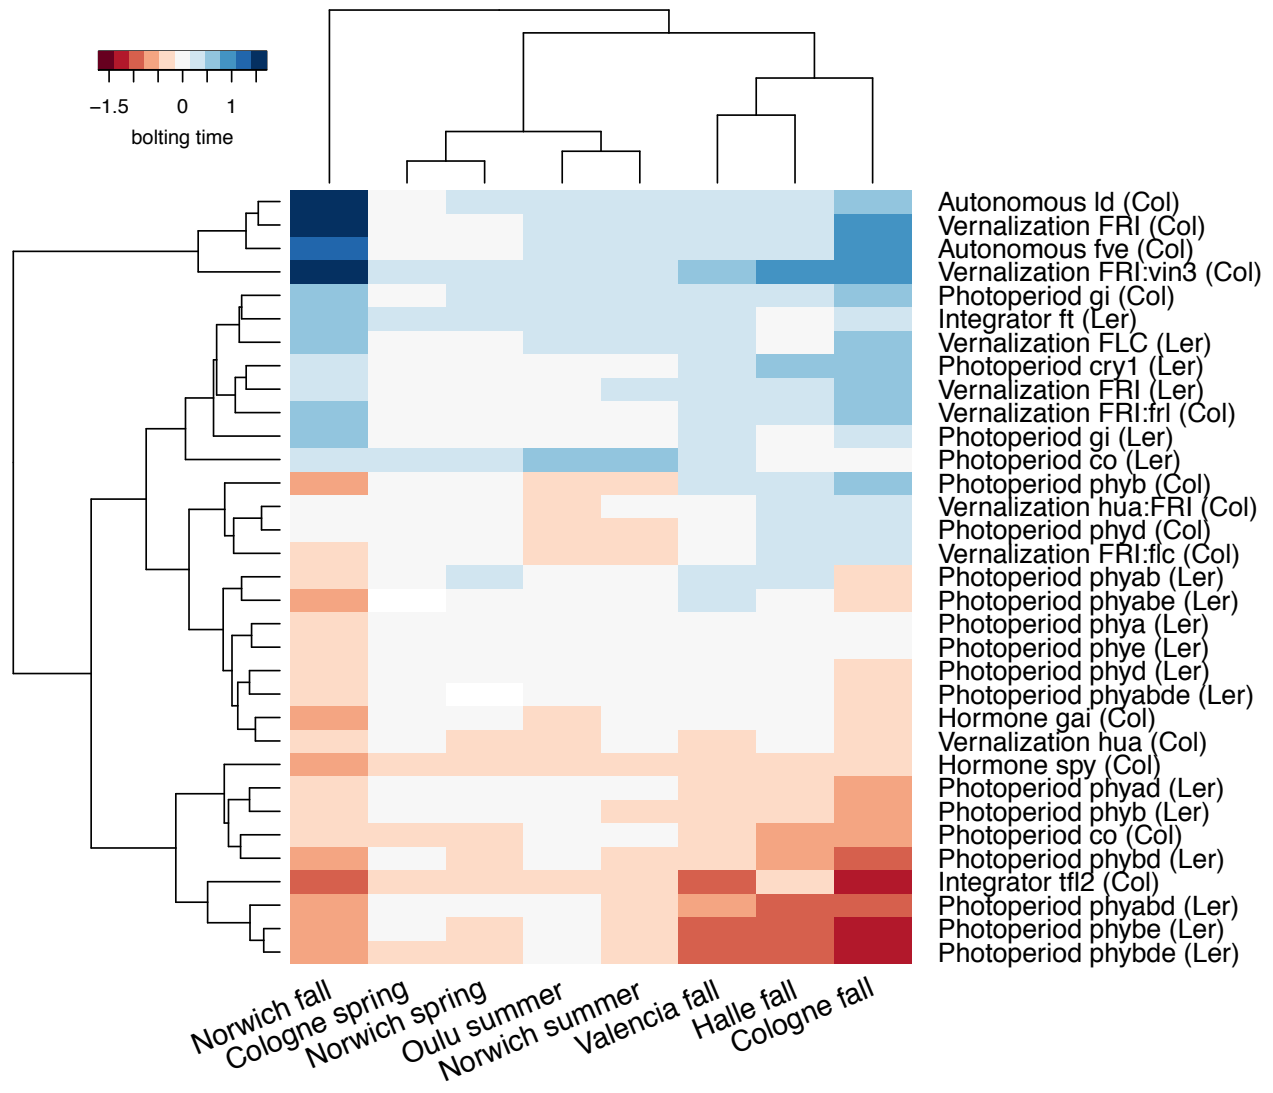 −1.5 0 1
bolting time
Autonomous ld (Col)
Vernalization FRI (Col)
Autonomous fve (Col)
Vernalization FRI:vin3 (Col)
Photoperiod gi (Col)
Integrator ft (Ler)
Vernalization FLC (Ler)
Photoperiod cry1 (Ler)
Vernalization FRI (Ler)
Vernalization FRI:frl (Col)
Photoperiod gi (Ler)
Photoperiod co (Ler)
Photoperiod phyb (Col)
Vernalization hua:FRI (Col)
Photoperiod phyd (Col)
Vernalization FRI:flc (Col)
Photoperiod phyab (Ler)
Photoperiod phyabe (Ler)
Photoperiod phya (Ler)
Photoperiod phye (Ler)
Photoperiod phyd (Ler)
Photoperiod phyabde (Ler)
Hormone gai (Col)
Vernalization hua (Col)
Hormone spy (Col)
Photoperiod phyad (Ler)
Photoperiod phyb (Ler)
Photoperiod co (Col)
Photoperiod phybd (Ler)
Integrator tfl2 (Col)
Photoperiod phyabd (Ler)
Photoperiod phybe (Ler)
Photoperiod phybde (Ler)
Norwich fall
Cologne spring
Norwich spring
Oulu summer
Norwich summer
Valencia fall
Halle fall
Cologne fall